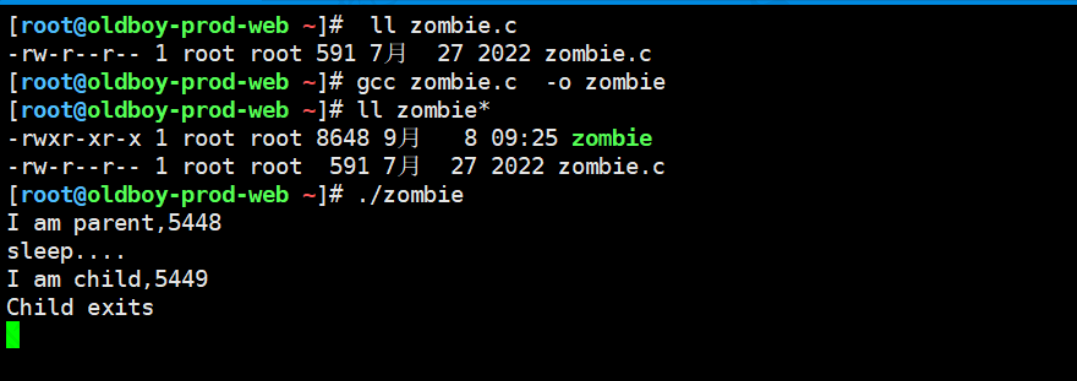 [root@oldboy-prod-web ~]#  ll zombie.c
-rw-r--r-- 1 root root 591 7月  27 2022 zombie.c
[root@oldboy-prod-web ~]# gcc zombie.c  -o zombie
[root@oldboy-prod-web ~]# ll zombie*
-rwxr-xr-x 1 root root 8648 9月   8 09:25 zombie
-rw-r--r-- 1 root root  591 7月  27 2022 zombie.c
[root@oldboy-prod-web ~]# ./zombie
I am parent,5448
sleep....
I am child,5449
Child exits